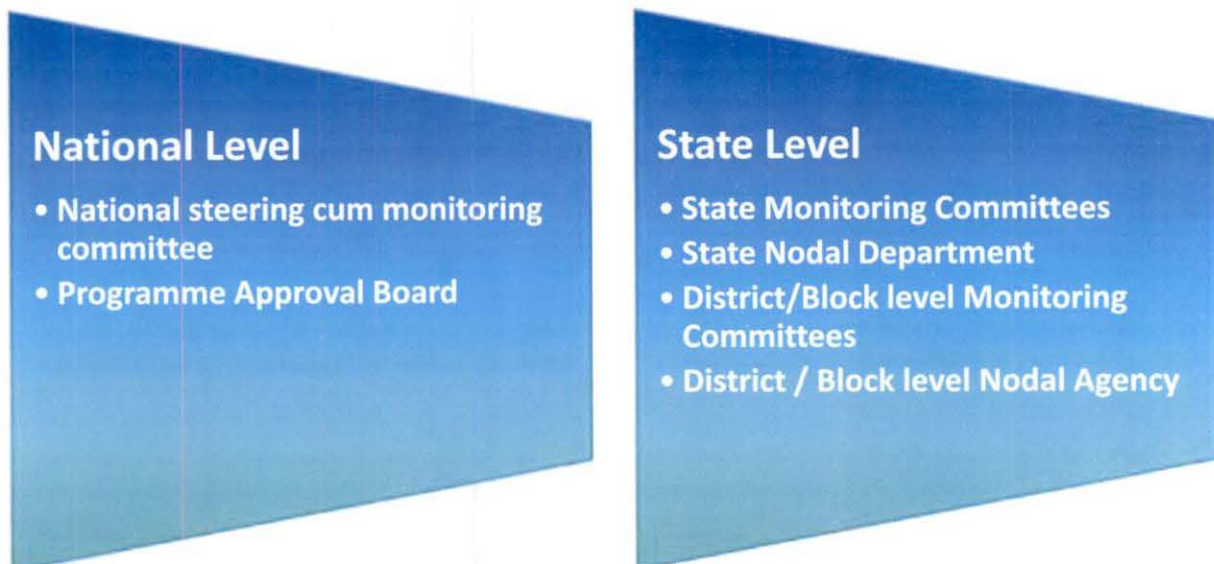 National Level
• National steering cum monitoring
committee
• Programme Approval Board
State Level
• State Monitoring Committees
• State Nodal Department
• District/Block level Monitoring
Committees
• District / Block level Nodal Agency